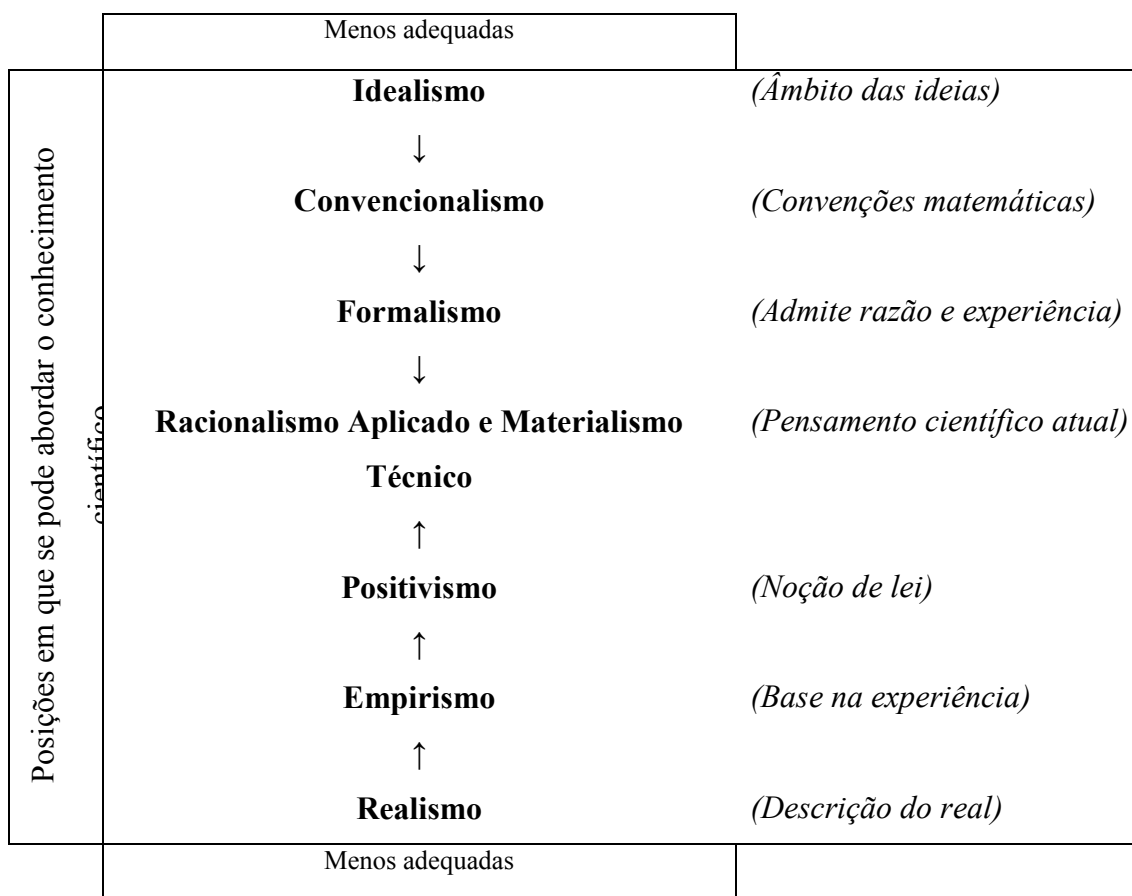 Menos adequadas
Posições em que se pode abordar o conhecimento
científico
Idealismo (Âmbito das ideias)
↓
Convencionalismo (Convenções matemáticas)
↓
Formalismo (Admite razão e experiência)
↓
Racionalismo Aplicado e Materialismo (Pensamento científico atual)
Técnico
↑
Positivismo (Noção de lei)
↑
Empirismo (Base na experiência)
↑
Realismo (Descrição do real)
Menos adequadas